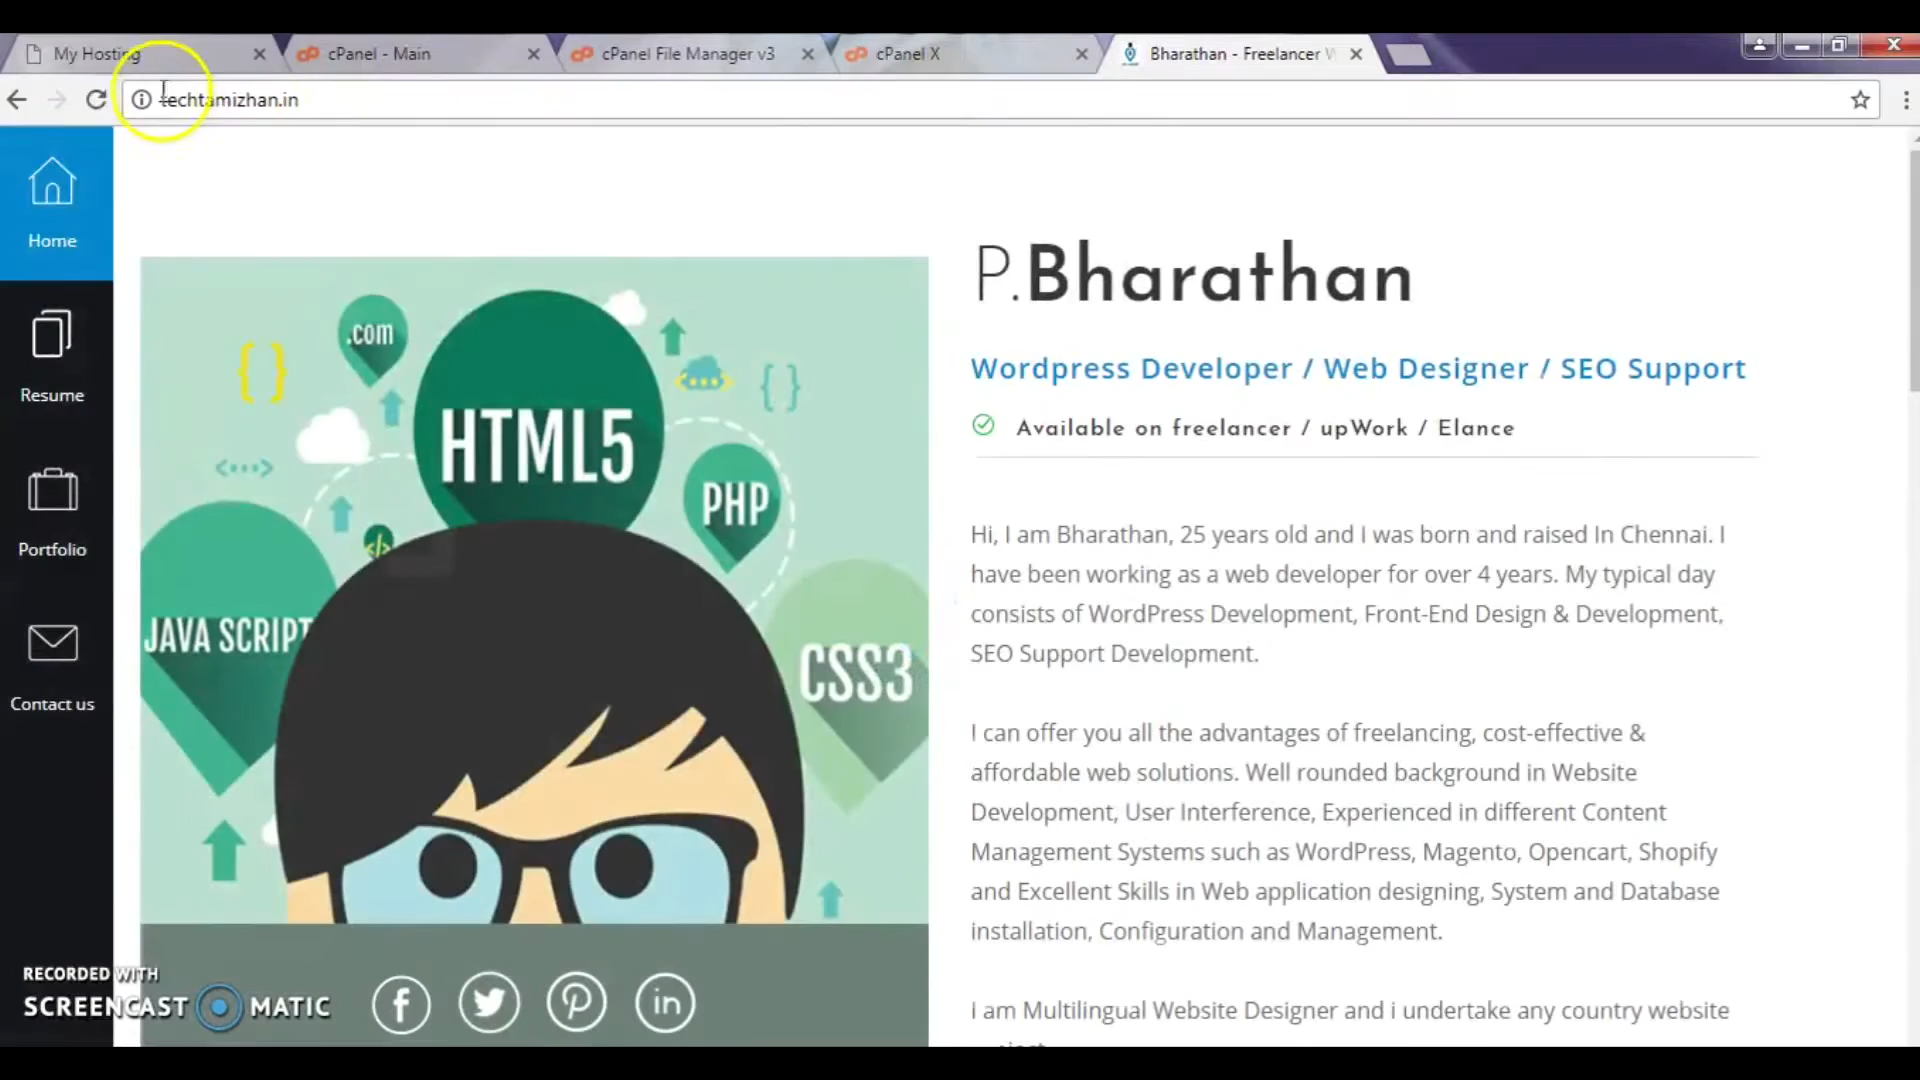 My Hosting
cPanel - Main
cPanel File Manager v3
cPanel X
Bharathan - Freelancer W
techtamizhan.in
Home
Resume
Portfolio
Contact us
.com
HTML5
PHP
JAVA SCRIPT
CSS3
P.Bharathan
Wordpress Developer / Web Designer / SEO Support
Available on freelancer / upWork / Elance
Hi, I am Bharathan, 25 years old and I was born and raised In Chennai. I
have been working as a web developer for over 4 years. My typical day
consists of WordPress Development, Front-End Design & Development,
SEO Support Development.
I can offer you all the advantages of freelancing, cost-effective &
affordable web solutions. Well rounded background in Website
Development, User Interference, Experienced in different Content
Management Systems such as WordPress, Magento, Opencart, Shopify
and Excellent Skills in Web application designing, System and Database
installation, Configuration and Management.
I am Multilingual Website Designer and i undertake any country website
RECORDED WITH
SCREENCAST MATIC